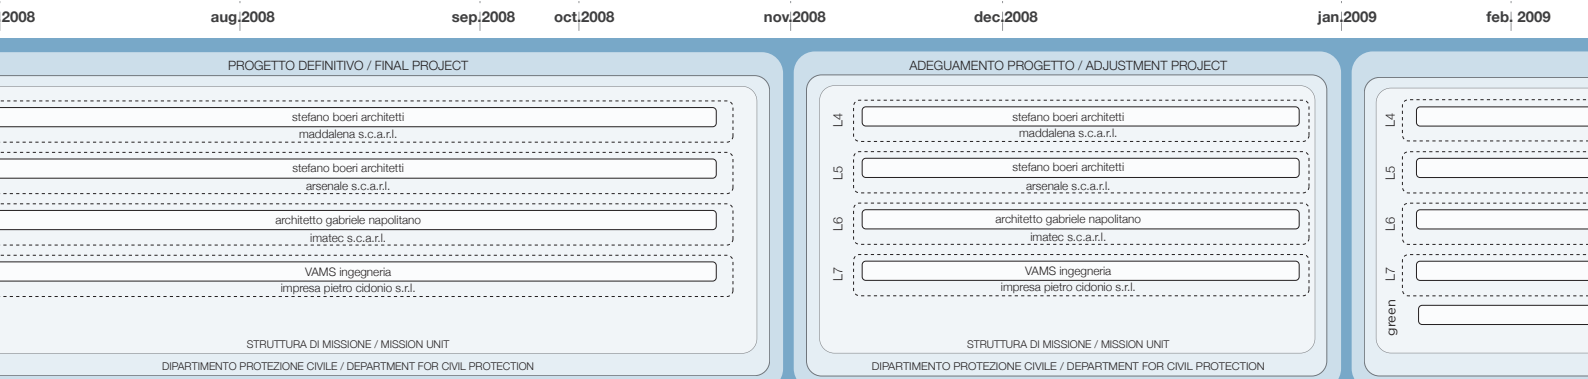 .2008 aug.2008 sep.2008 oct.2008 nov.2008 dec.2008 jan.2009 feb. 2009
PROGETTO DEFINITIVO / FINAL PROJECT
stefano boeri architetti
maddalena s.c.a.r.l.
stefano boeri architetti
arsenale s.c.a.r.l.
architetto gabriele napolitano
imatec s.c.a.r.l.
VAMS ingegneria
impresa pietro cidonio s.r.l.
STRUTTURA DI MISSIONE / MISSION UNIT
DIPARTIMENTO PROTEZIONE CIVILE / DEPARTMENT FOR CIVIL PROTECTION
ADEGUAMENTO PROGETTO / ADJUSTMENT PROJECT
L4
stefano boeri architetti
maddalena s.c.a.r.l.
L5
stefano boeri architetti
arsenale s.c.a.r.l.
L6
architetto gabriele napolitano
imatec s.c.a.r.l.
L7
VAMS ingegneria
impresa pietro cidonio s.r.l.
STRUTTURA DI MISSIONE / MISSION UNIT
DIPARTIMENTO PROTEZIONE CIVILE / DEPARTMENT FOR CIVIL PROTECTION
L4
L5
L6
L7
green